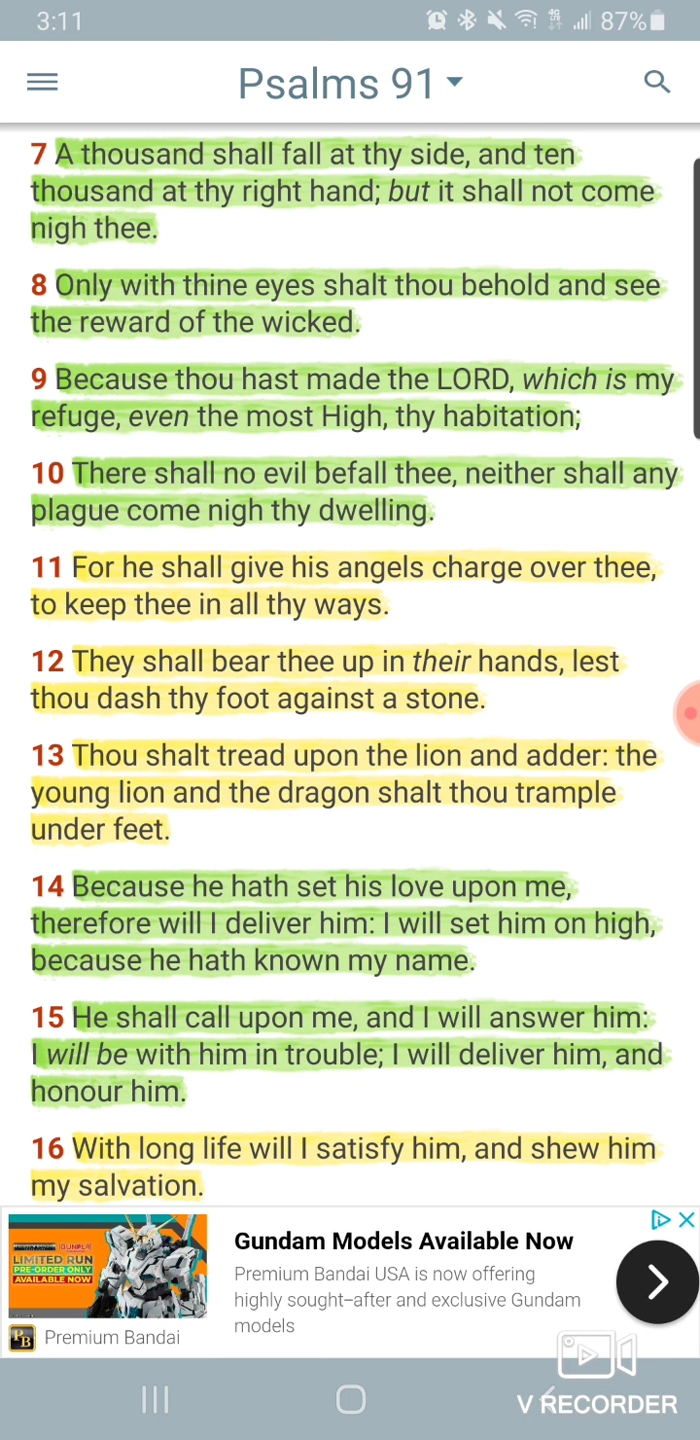 3:11
87%
Psalms 91
7 A thousand shall fall at thy side, and ten
thousand at thy right hand; but it shall not come
nigh thee.
8 Only with thine eyes shalt thou behold and see
the reward of the wicked.
9 Because thou hast made the LORD, which is my
refuge, even the most High, thy habitation;
10 There shall no evil befall thee, neither shall any
plague come nigh thy dwelling.
11 For he shall give his angels charge over thee,
to keep thee in all thy ways.
12 They shall bear thee up in their hands, lest
thou dash thy foot against a stone.
13 Thou shalt tread upon the lion and adder: the
young lion and the dragon shalt thou trample
under feet.
14 Because he hath set his love upon me,
therefore will I deliver him: I will set him on high,
because he hath known my name.
15 He shall call upon me, and I will answer him:
I will be with him in trouble; I will deliver him, and
honour him.
16 With long life will I satisfy him, and shew him
my salvation.
LIMITED RUN
PRE-ORDER ONLY
AVAILABLE NOW
PB Premium Bandai
Gundam Models Available Now
Premium Bandai USA is now offering
highly sought-after and exclusive Gundam
models
V RECORDER